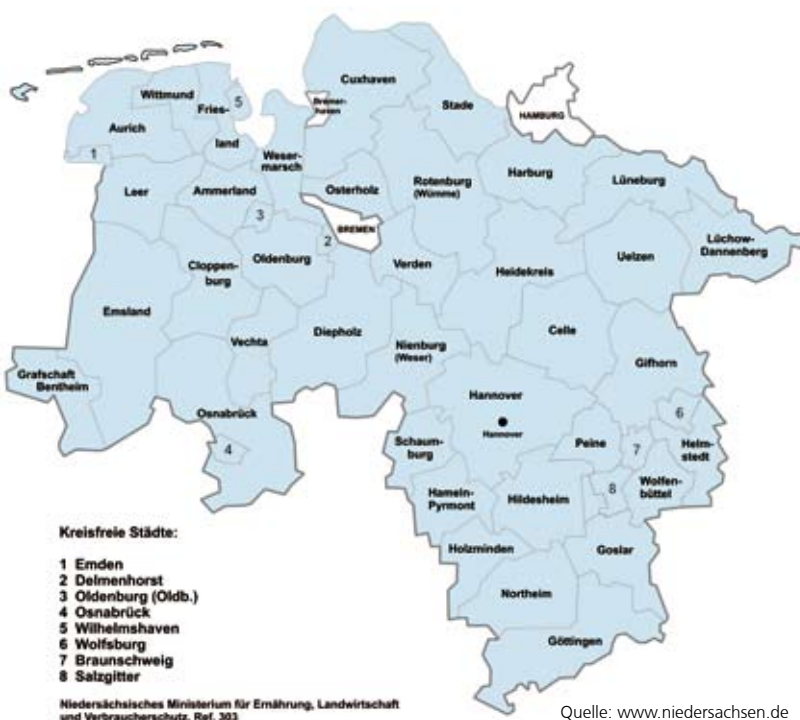 Cuxhaven
Wittmund
Fries-
5
Bremer-
haven
Stade
HAMBURG
Aurich
1
land
Weser-
marsch
Leer
Ammerland
Osterholz
Rotenburg
(Wümme)
Harburg
Lüneburg
3
BREMEN
2
Cloppen-
burg
Oldenburg
Verden
Heidekreis
Uelzen
Lüchow-
Dannenberg
Emsland
Vechta
Diepholz
Nienburg
(Weser)
Celle
Gifhorn
Grafschaft
Bentheim
Hannover
Osnabrück
Hannover
6
4
Schaum-
burg
Peine
7
Helm-
stedt
Hameln-
Pyrmont
Hildesheim
8
Wolfen-
büttel
Holzminden
Goslar
Northeim
Göttingen
Kreisfreie Städte:
1 Emden
2 Delmenhorst
3 Oldenburg (Oldb.)
4 Osnabrück
5 Wilhelmshaven
6 Wolfsburg
7 Braunschweig
8 Salzgitter
Niedersächsisches Ministerium für Ernährung, Landwirtschaft
und Verbraucherschutz, Ref. 303
Quelle: www.niedersachsen.de